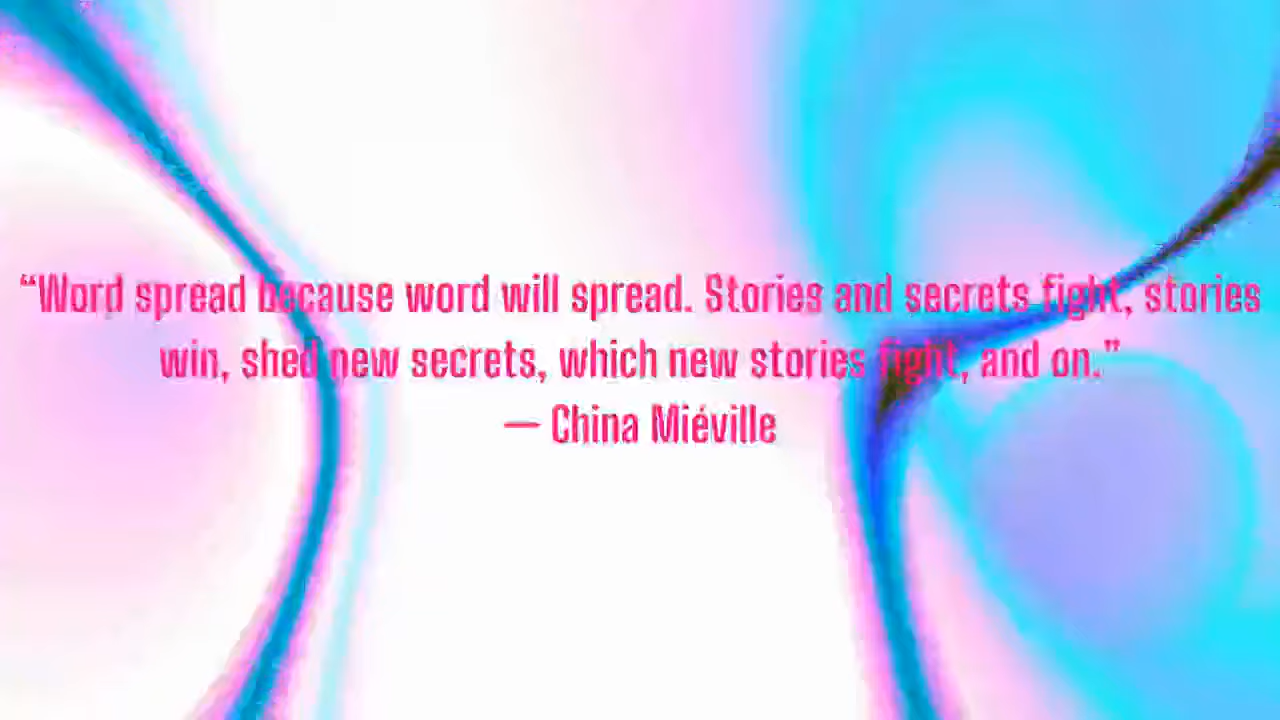 “Word spread because word will spread. Stories and secrets fight, stories
win, shed new secrets, which new stories fight, and on.”
— China Miéville